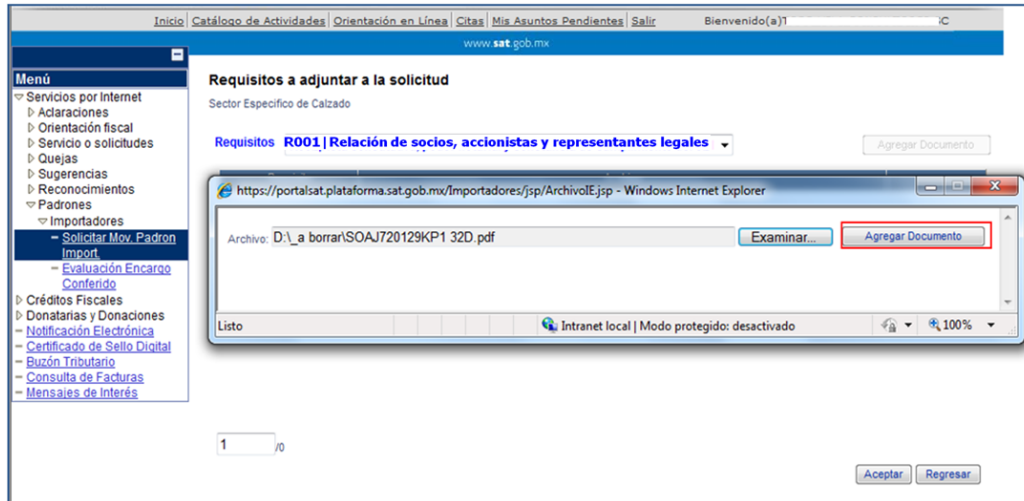 Inicio Catálogo de Actividades Orientación en Línea Citas Mis Asuntos Pendientes Salir Bienvenido(a)
www.sat.gob.mx
Menú
Servicios por Internet
Aclaraciones
Orientación fiscal
Servicio o solicitudes
Quejas
Sugerencias
Reconocimientos
Padrones
Importadores
Solicitar Mov. Padron
Import.
Evaluación Encargo
Conferido
Créditos Fiscales
Donatarias y Donaciones
Notificación Electrónica
Certificado de Sello Digital
Buzón Tributario
Consulta de Facturas
Mensajes de Interés
Requisitos a adjuntar a la solicitud
Sector Especifico de Calzado
Requisitos R001|Relación de socios, accionistas y representantes legales
Agregar Documento
https://portalsat.plataforma.sat.gob.mx/Importadores/jsp/ArchivoIE.jsp - Windows Internet Explorer
Archivo: D:\_a borrar\SOAJ720129KP1 32D.pdf Examinar... Agregar Documento
Listo Intranet local | Modo protegido: desactivado 100%
1 /0
Aceptar Regresar